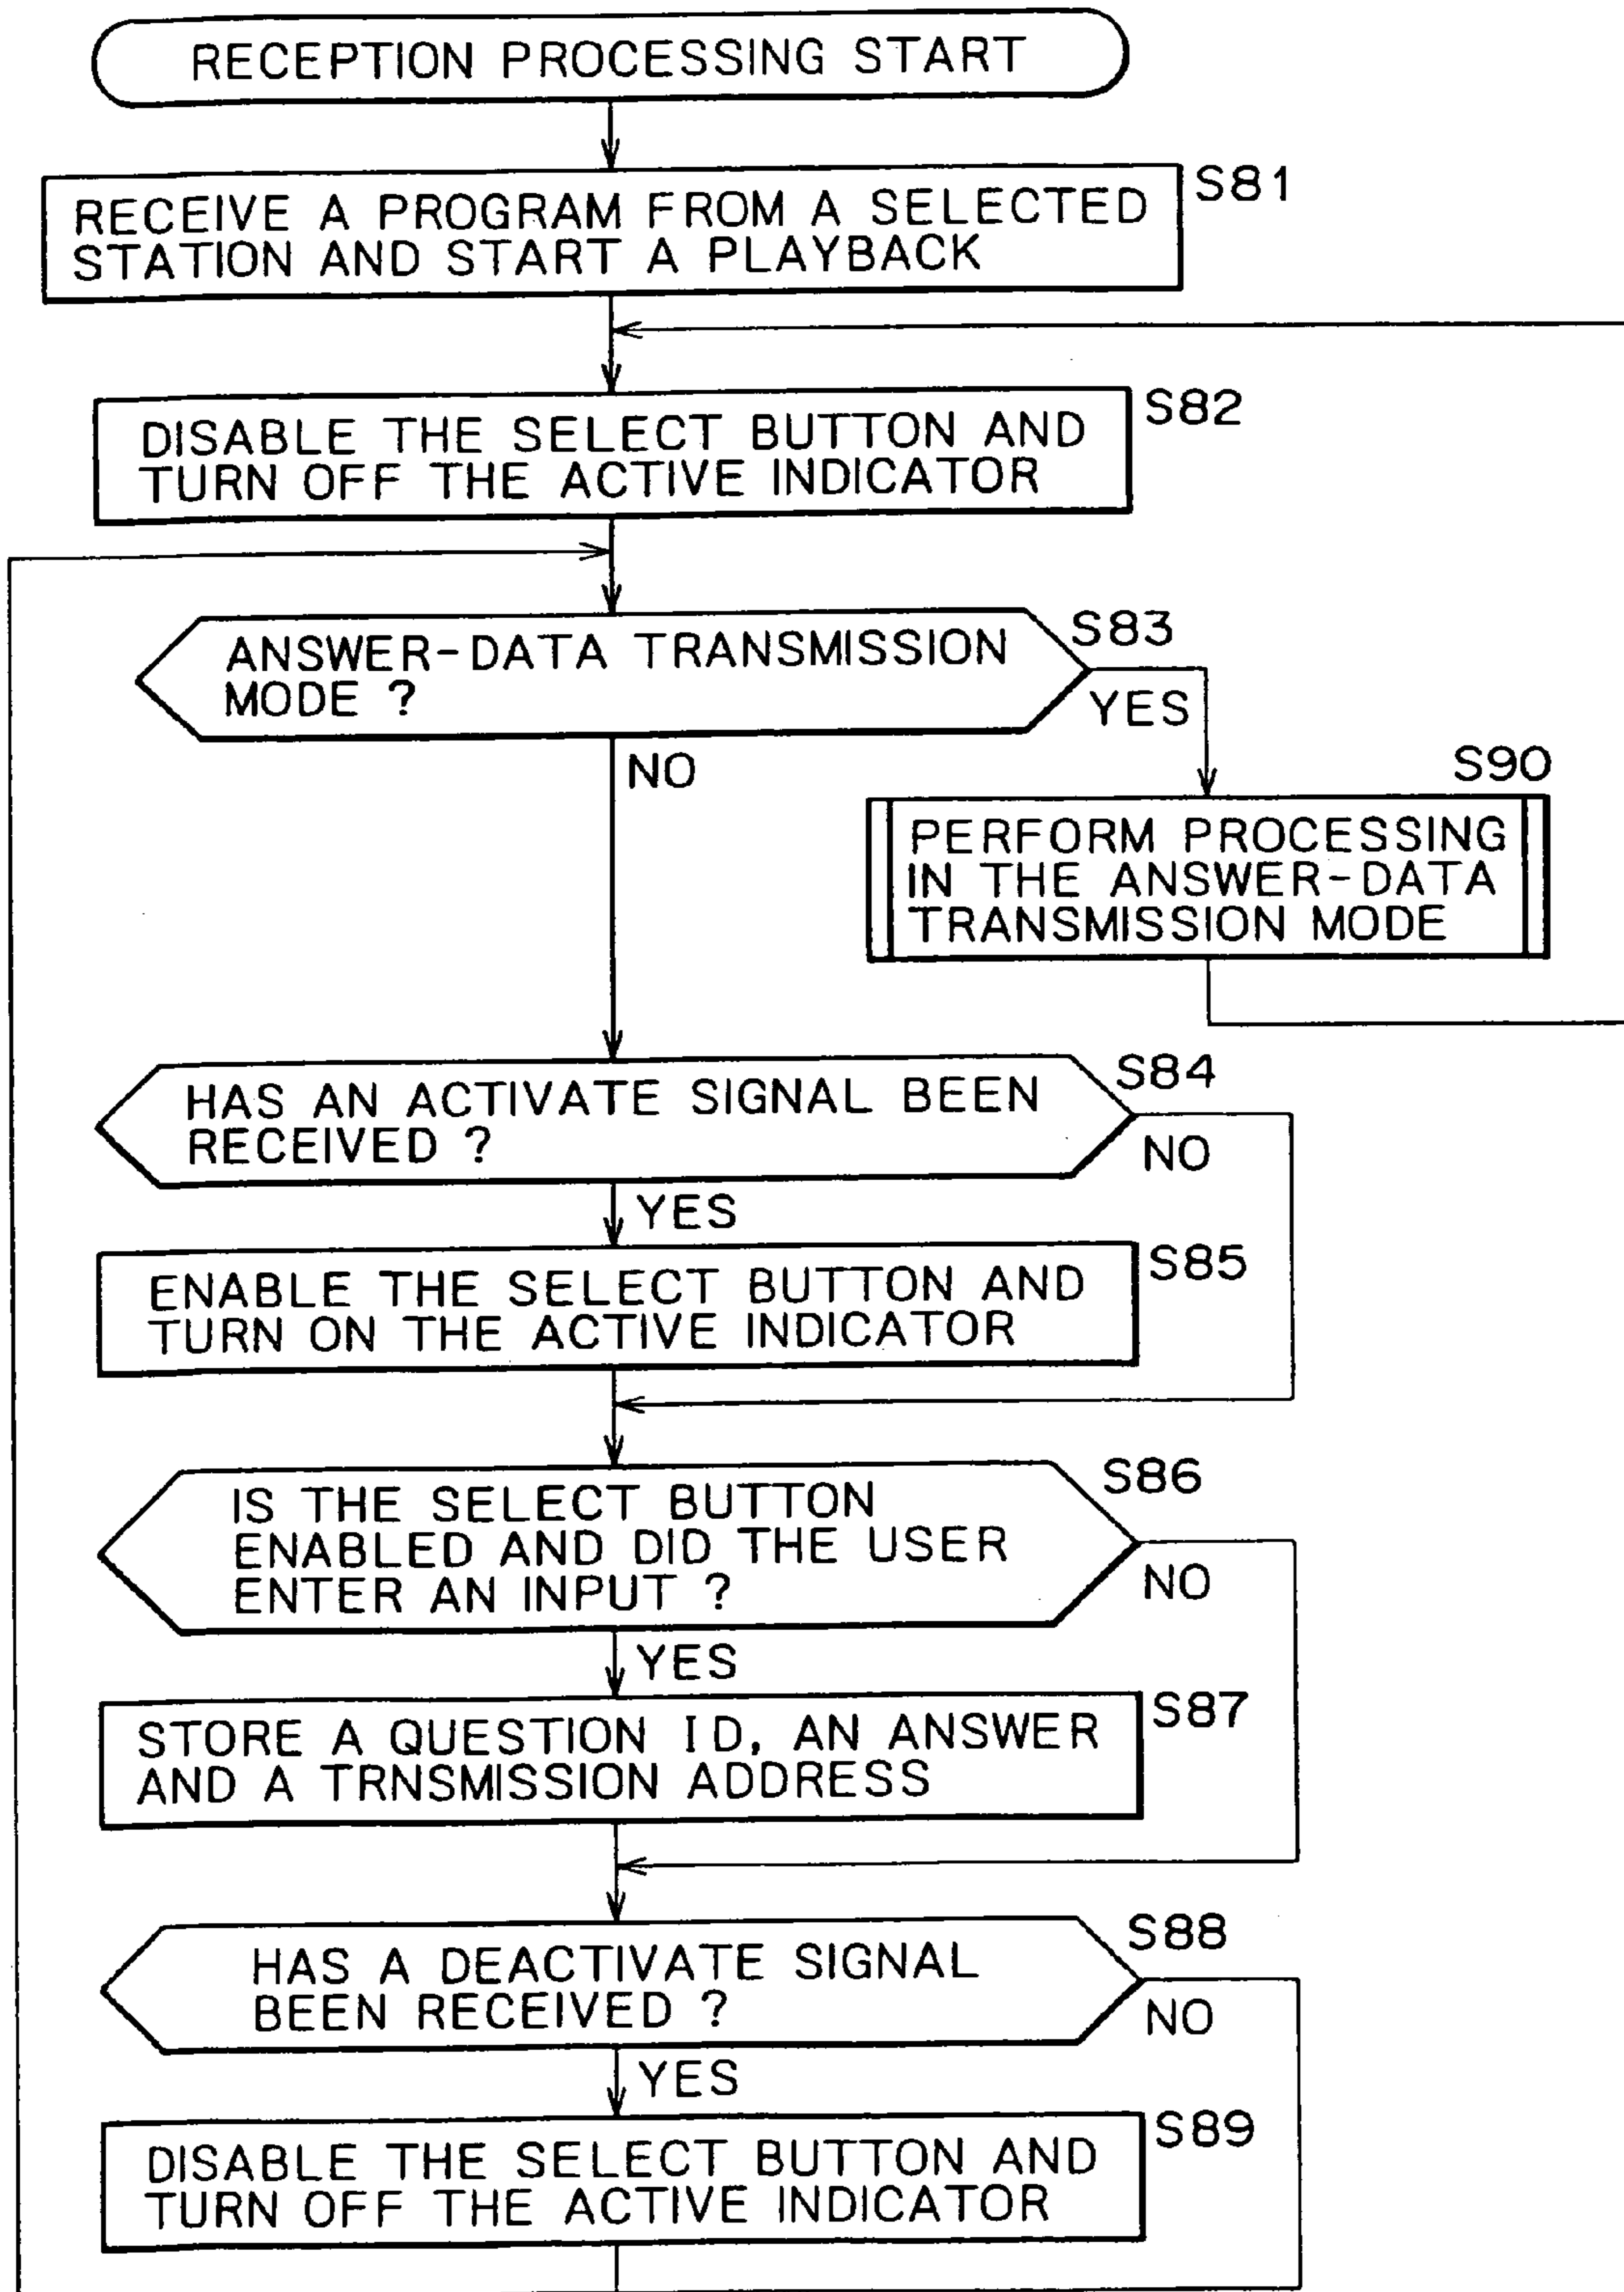 RECEPTION PROCESSING START
S81
RECEIVE A PROGRAM FROM A SELECTED
STATION AND START A PLAYBACK
S82
DISABLE THE SELECT BUTTON AND
TURN OFF THE ACTIVE INDICATOR
S83
ANSWER-DATA TRANSMISSION
MODE ?
YES
NO
S90
PERFORM PROCESSING
IN THE ANSWER-DATA
TRANSMISSION MODE
S84
HAS AN ACTIVATE SIGNAL BEEN
RECEIVED ?
NO
YES
S85
ENABLE THE SELECT BUTTON AND
TURN ON THE ACTIVE INDICATOR
S86
IS THE SELECT BUTTON
ENABLED AND DID THE USER
ENTER AN INPUT ?
NO
YES
S87
STORE A QUESTION ID, AN ANSWER
AND A TRNSMISSION ADDRESS
S88
HAS A DEACTIVATE SIGNAL
BEEN RECEIVED ?
NO
YES
S89
DISABLE THE SELECT BUTTON AND
TURN OFF THE ACTIVE INDICATOR